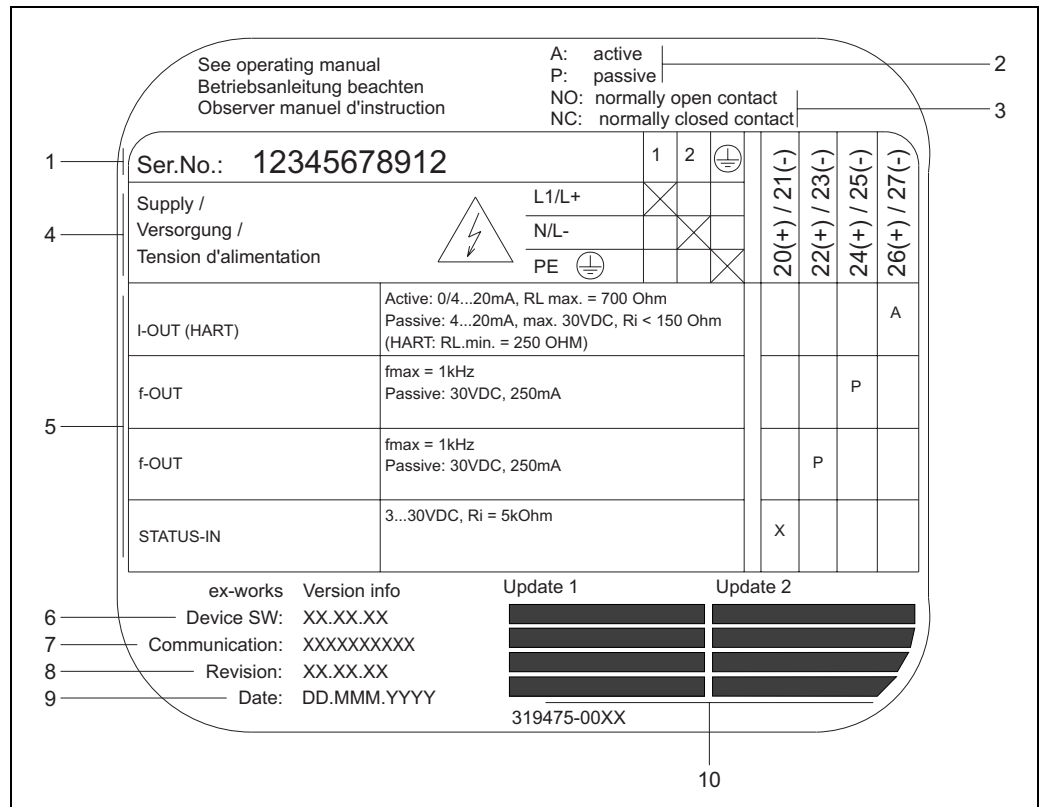 See operating manual
Betriebsanleitung beachten
Observer manuel d'instruction
A: active
P: passive
NO: normally open contact
NC: normally closed contact
2
3
1
Ser.No.: 12345678912
1 2
20(+) / 21(-)
22(+) / 23(-)
24(+) / 25(-)
26(+) / 27(-)
4
Supply /
Versorgung /
Tension d'alimentation
L1/L+
N/L-
PE
5
I-OUT (HART)
Active: 0/4...20mA, RL max. = 700 Ohm
Passive: 4...20mA, max. 30VDC, Ri < 150 Ohm
(HART: RL.min. = 250 OHM)
A
f-OUT
fmax = 1kHz
Passive: 30VDC, 250mA
P
f-OUT
fmax = 1kHz
Passive: 30VDC, 250mA
P
STATUS-IN
3...30VDC, Ri = 5kOhm
X
ex-works Version info
Update 1
Update 2
6
Device SW: XX.XX.XX
7
Communication: XXXXXXXXXX
8
Revision: XX.XX.XX
9
Date: DD.MMM.YYYY
319475-00XX
10